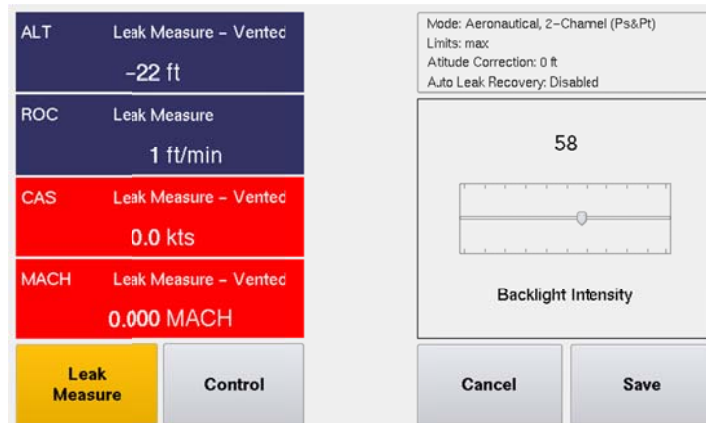 ALT Leak Measure – Vented
-22 ft
ROC Leak Measure
1 ft/min
CAS Leak Measure – Vented
0.0 kts
MACH Leak Measure – Vented
0.000 MACH
Leak
Measure
Control
Mode: Aeronautical, 2-Channel (Ps&Pt)
Limits: max
Atitude Correction: 0 ft
Auto Leak Recovery: Disabled
58
Backlight Intensity
Cancel
Save